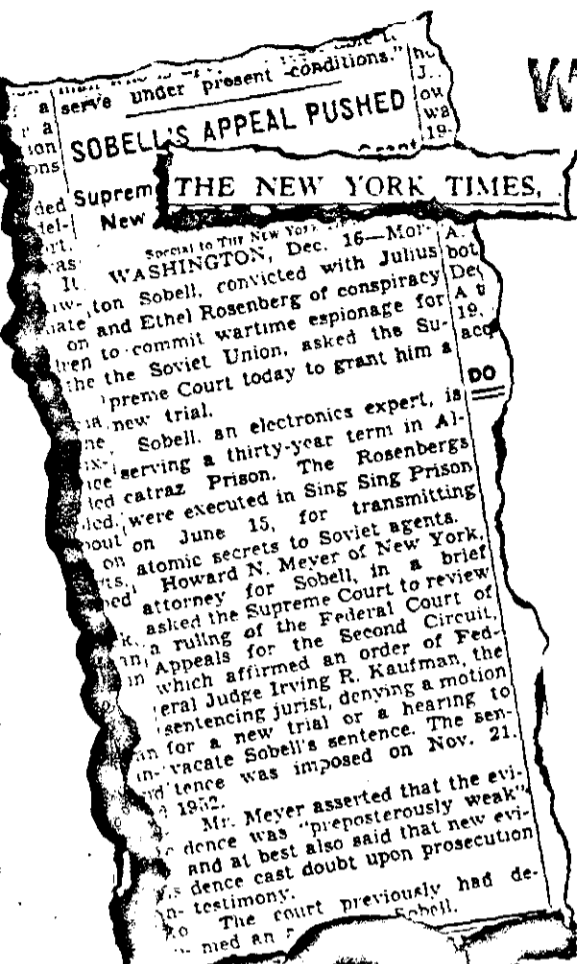 serve under present conditions."
SOBELL'S APPEAL PUSHED
THE NEW YORK TIMES,
New
Special to THE NEW YORK
WASHINGTON, Dec. 16—Mor-
ton Sobell, convicted with Julius
and Ethel Rosenberg of conspiracy
to commit wartime espionage for
the Soviet Union, asked the Su-
preme Court today to grant him a
new trial.
Sobell, an electronics expert, is
serving a thirty-year term in Al-
catraz Prison. The Rosenbergs
were executed in Sing Sing Prison
on June 15, for transmitting
atomic secrets to Soviet agents.
Howard N. Meyer of New York,
attorney for Sobell, in a brief
asked the Supreme Court to review
a ruling of the Federal Court of
Appeals for the Second Circuit,
which affirmed an order of Fed-
eral Judge Irving R. Kaufman, the
sentencing jurist, denying a motion
for a new trial or a hearing to
vacate Sobell's sentence. The sen-
tence was imposed on Nov. 21,
1952.
Mr. Meyer asserted that the evi-
dence was "preposterously weak"
and at best also said that new evi-
dence cast doubt upon prosecution
testimony.
The court previously had de-
nied an Sobell.
DO